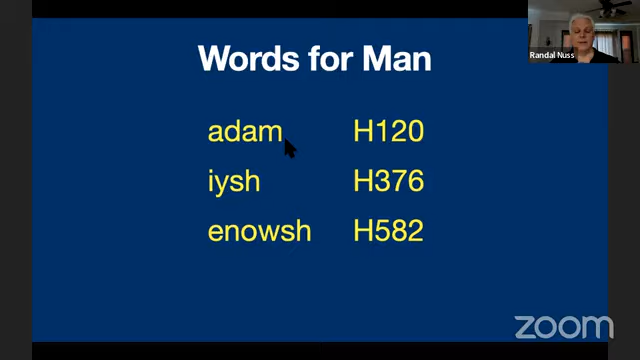 Words for Man
adam H120
iysh H376
enowsh H582
Randal Nuss
zoom